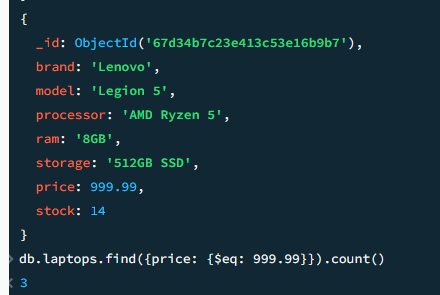 {
_id: ObjectId('67d34b7c23e413c53e16b9b7'),
brand: 'Lenovo',
model: 'Legion 5',
processor: 'AMD Ryzen 5',
ram: '8GB',
storage: '512GB SSD',
price: 999.99,
stock: 14
}
> db.laptops.find({price: {$eq: 999.99}}).count()
< 3